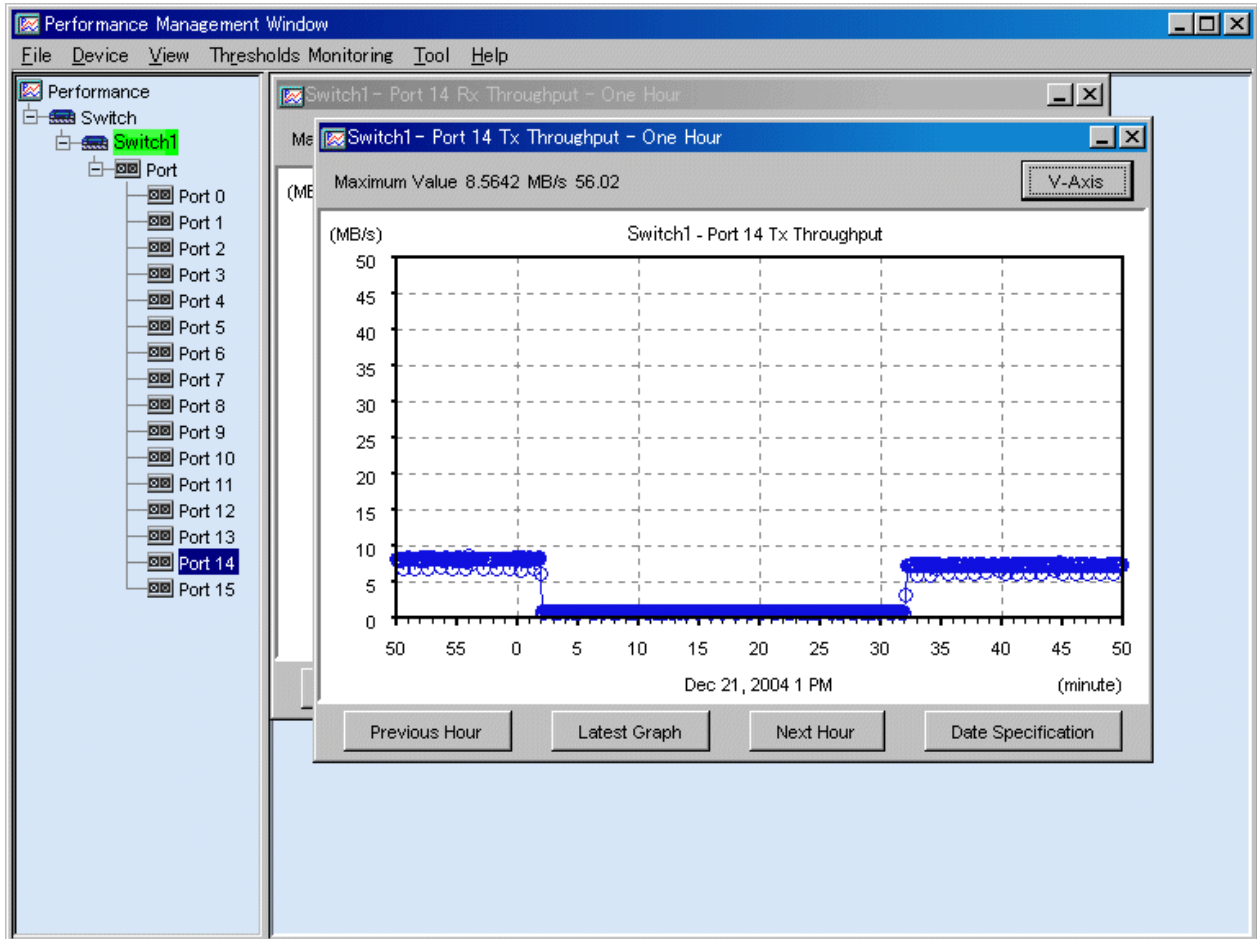 Performance Management Window
File Device View Thresholds Monitoring Tool Help
Performance
Switch
Switch1
Port
Port 0
Port 1
Port 2
Port 3
Port 4
Port 5
Port 6
Port 7
Port 8
Port 9
Port 10
Port 11
Port 12
Port 13
Port 14
Port 15
Switch1 - Port 14 Rx Throughput - One Hour
Switch1 - Port 14 Tx Throughput - One Hour
Maximum Value 8.5642 MB/s 56.02
V-Axis
(MB/s)
Switch1 - Port 14 Tx Throughput
50
45
40
35
30
25
20
15
10
5
0
50 55 0 5 10 15 20 25 30 35 40 45 50
Dec 21, 2004 1 PM
(minute)
Previous Hour
Latest Graph
Next Hour
Date Specification